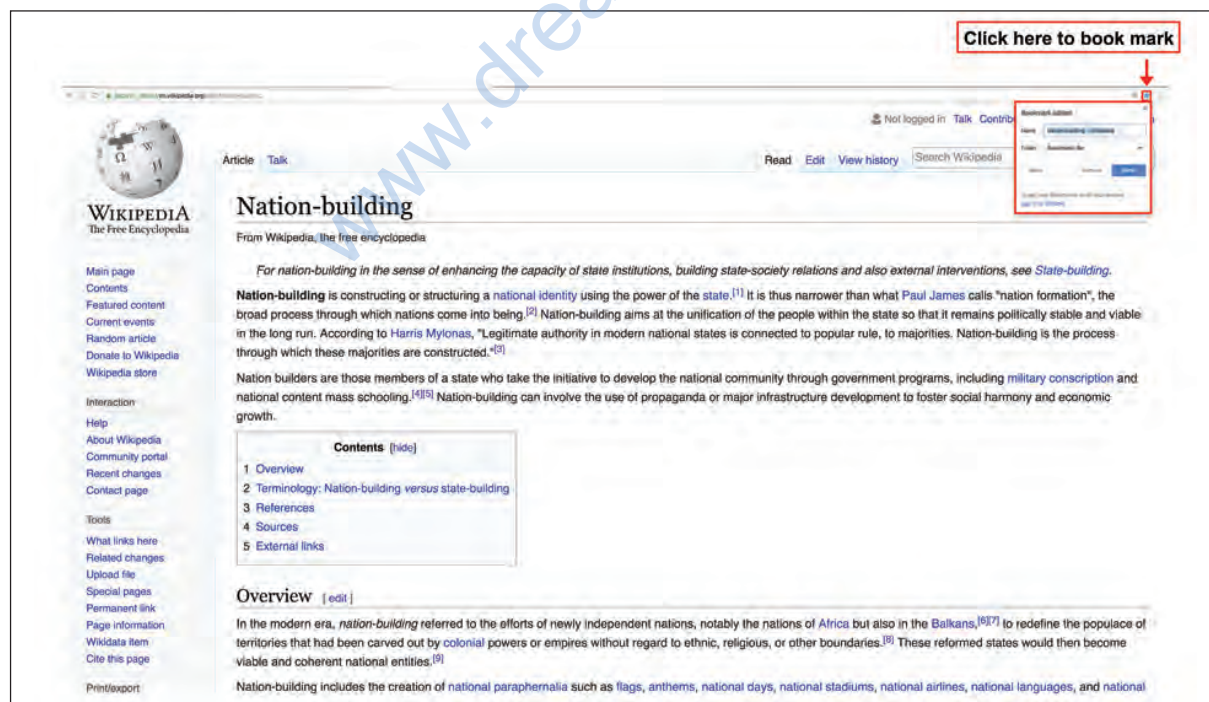 Click here to book mark
Not logged in Talk
Article Talk
Read Edit View history Search Wikipedia
Bookmark added
Name
Folder Bookmarks Bar
WIKIPEDIA
The Free Encyclopedia
Nation-building
From Wikipedia, the free encyclopedia
For nation-building in the sense of enhancing the capacity of state institutions, building state-society relations and also external interventions, see State-building.
Nation-building is constructing or structuring a national identity using the power of the state.[1] It is thus narrower than what Paul James calls "nation formation", the
broad process through which nations come into being.[2] Nation-building aims at the unification of the people within the state so that it remains politically stable and viable
in the long run. According to Harris Mylonas, "Legitimate authority in modern national states is connected to popular rule, to majorities. Nation-building is the process
through which these majorities are constructed."[3]
Nation builders are those members of a state who take the initiative to develop the national community through government programs, including military conscription and
national content mass schooling.[4][5] Nation-building can involve the use of propaganda or major infrastructure development to foster social harmony and economic
growth.
Main page
Contents
Featured content
Current events
Random article
Donate to Wikipedia
Wikipedia store
Interaction
Help
About Wikipedia
Community portal
Recent changes
Contact page
Tools
What links here
Related changes
Upload file
Special pages
Permanent link
Page information
Wikidata item
Cite this page
Print/export
Contents [hide]
1 Overview
2 Terminology: Nation-building versus state-building
3 References
4 Sources
5 External links
Overview [edit]
In the modern era, nation-building referred to the efforts of newly independent nations, notably the nations of Africa but also in the Balkans,[6][7] to redefine the populace of
territories that had been carved out by colonial powers or empires without regard to ethnic, religious, or other boundaries.[8] These reformed states would then become
viable and coherent national entities.[9]
Nation-building includes the creation of national paraphernalia such as flags, anthems, national days, national stadiums, national airlines, national languages, and national
www.drea